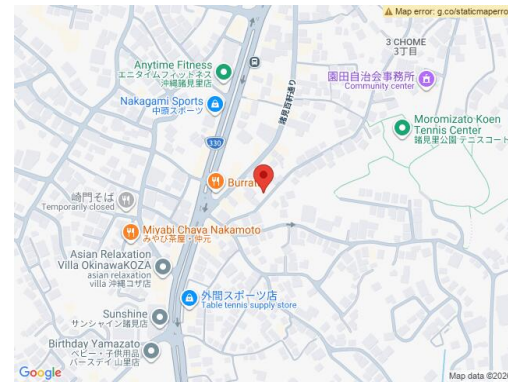 Map error: g.co/staticmaperro
3 CHOME
3丁目
Anytime Fitness
エニタイムフィットネス
沖縄諸見里店
園田自治会事務所
Community center
Nakagami Sports
中頭スポーツ
諸見百軒通り
Moromizato Koen
Tennis Center
諸見里公園 テニスコート
330
Burrat
崎門そば
Temporarily closed
Miyabi Chava Nakamoto
みやび茶屋・仲元
Asian Relaxation
Villa OkinawaKOZA
asian relaxation
villa 沖縄コザ店
外間スポーツ店
Table tennis supply store
Sunshine
サンシャイン諸見店
Birthday Yamazato
ベビー・子供用品
バースデイ 山里店
Google
Map data ©2026